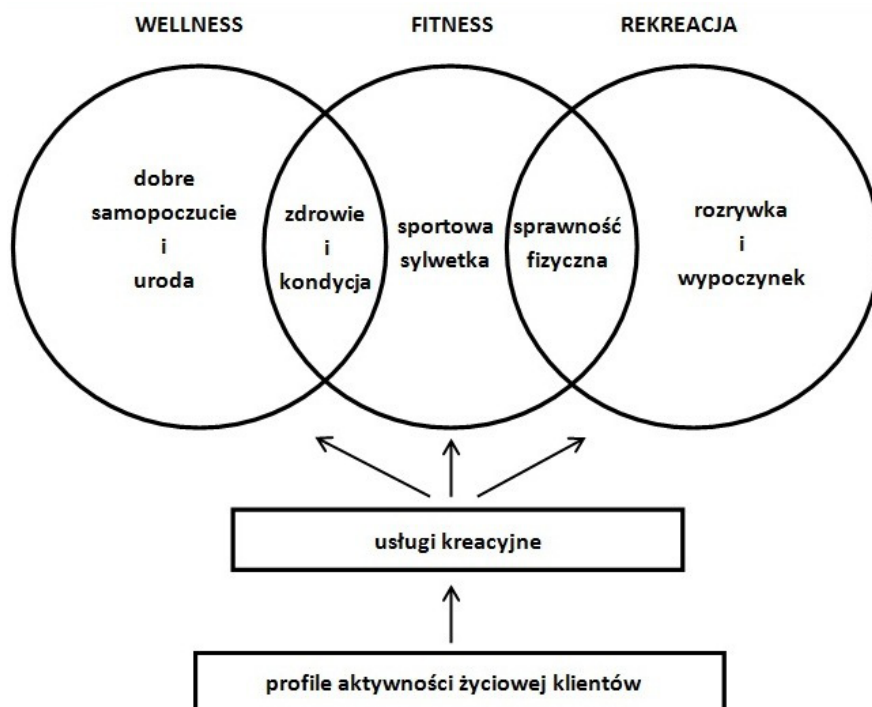 WELLNESS
FITNESS
REKREACJA
dobre
samopoczucie
i
uroda
zdrowie
i
kondycja
sportowa
sylwetka
sprawność
fizyczna
rozrywka
i
wypoczynek
usługi kreacyjne
profile aktywności życiowej klientów